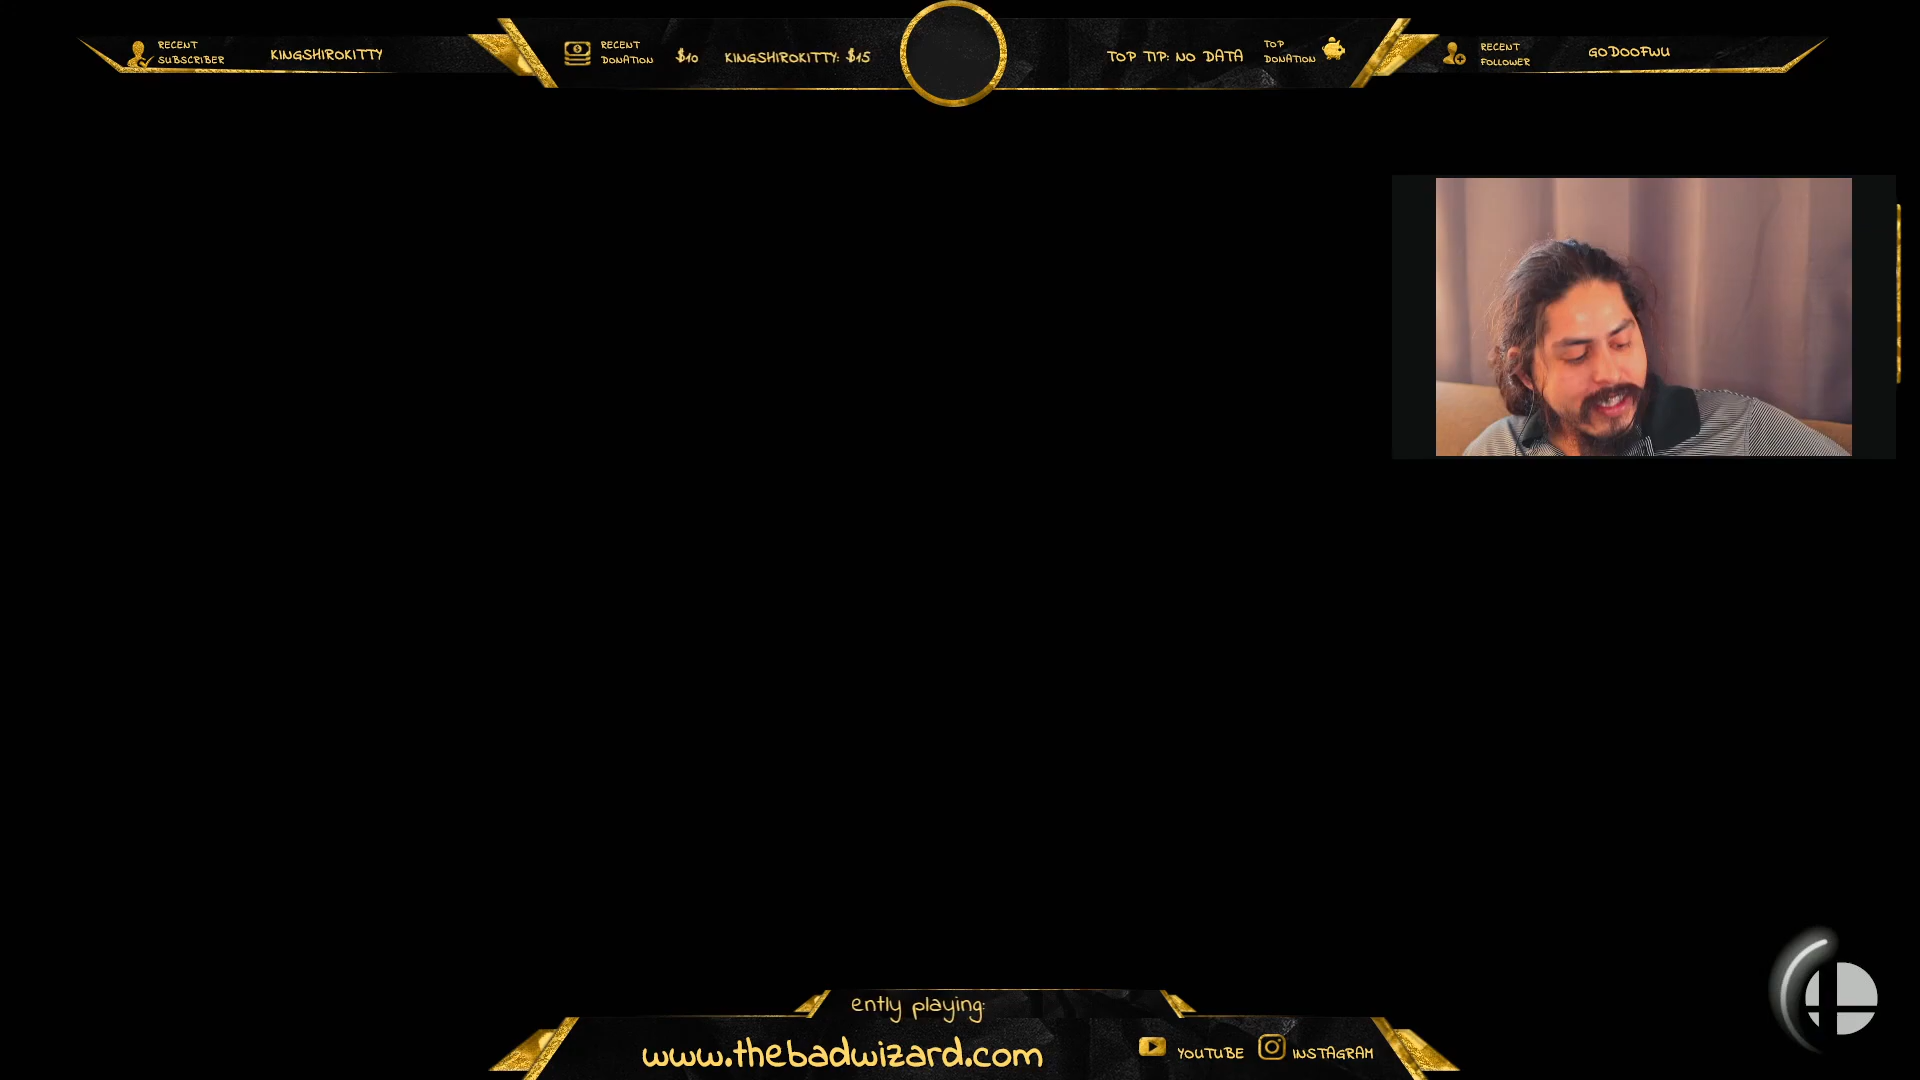 RECENT
SUBSCRIBER
KINGSHIROKITTY
RECENT
DONATION
$10
KINGSHIROKITTY: $15
TOP TIP: NO DATA
TOP
DONATION
RECENT
FOLLOWER
GODOOFWU
ently playing:
www.thebadwizard.com
YOUTUBE
INSTAGRAM